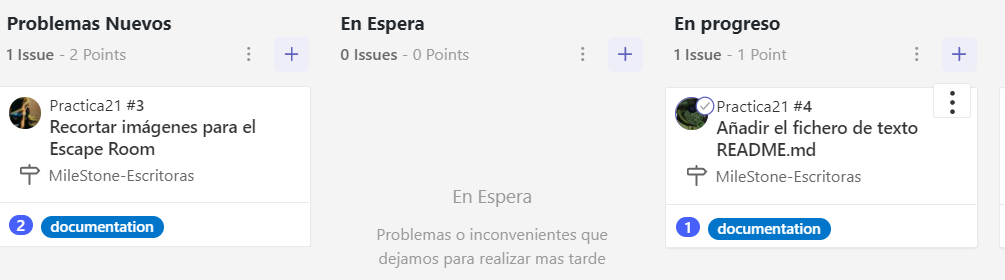 Problemas Nuevos
1 Issue - 2 Points
Practica21 #3
Recortar imágenes para el
Escape Room
MileStone-Escritoras
2 documentation
En Espera
0 Issues - 0 Points
En Espera
Problemas o inconvenientes que
dejamos para realizar mas tarde
En progreso
1 Issue - 1 Point
Practica21 #4
Añadir el fichero de texto
README.md
MileStone-Escritoras
1 documentation